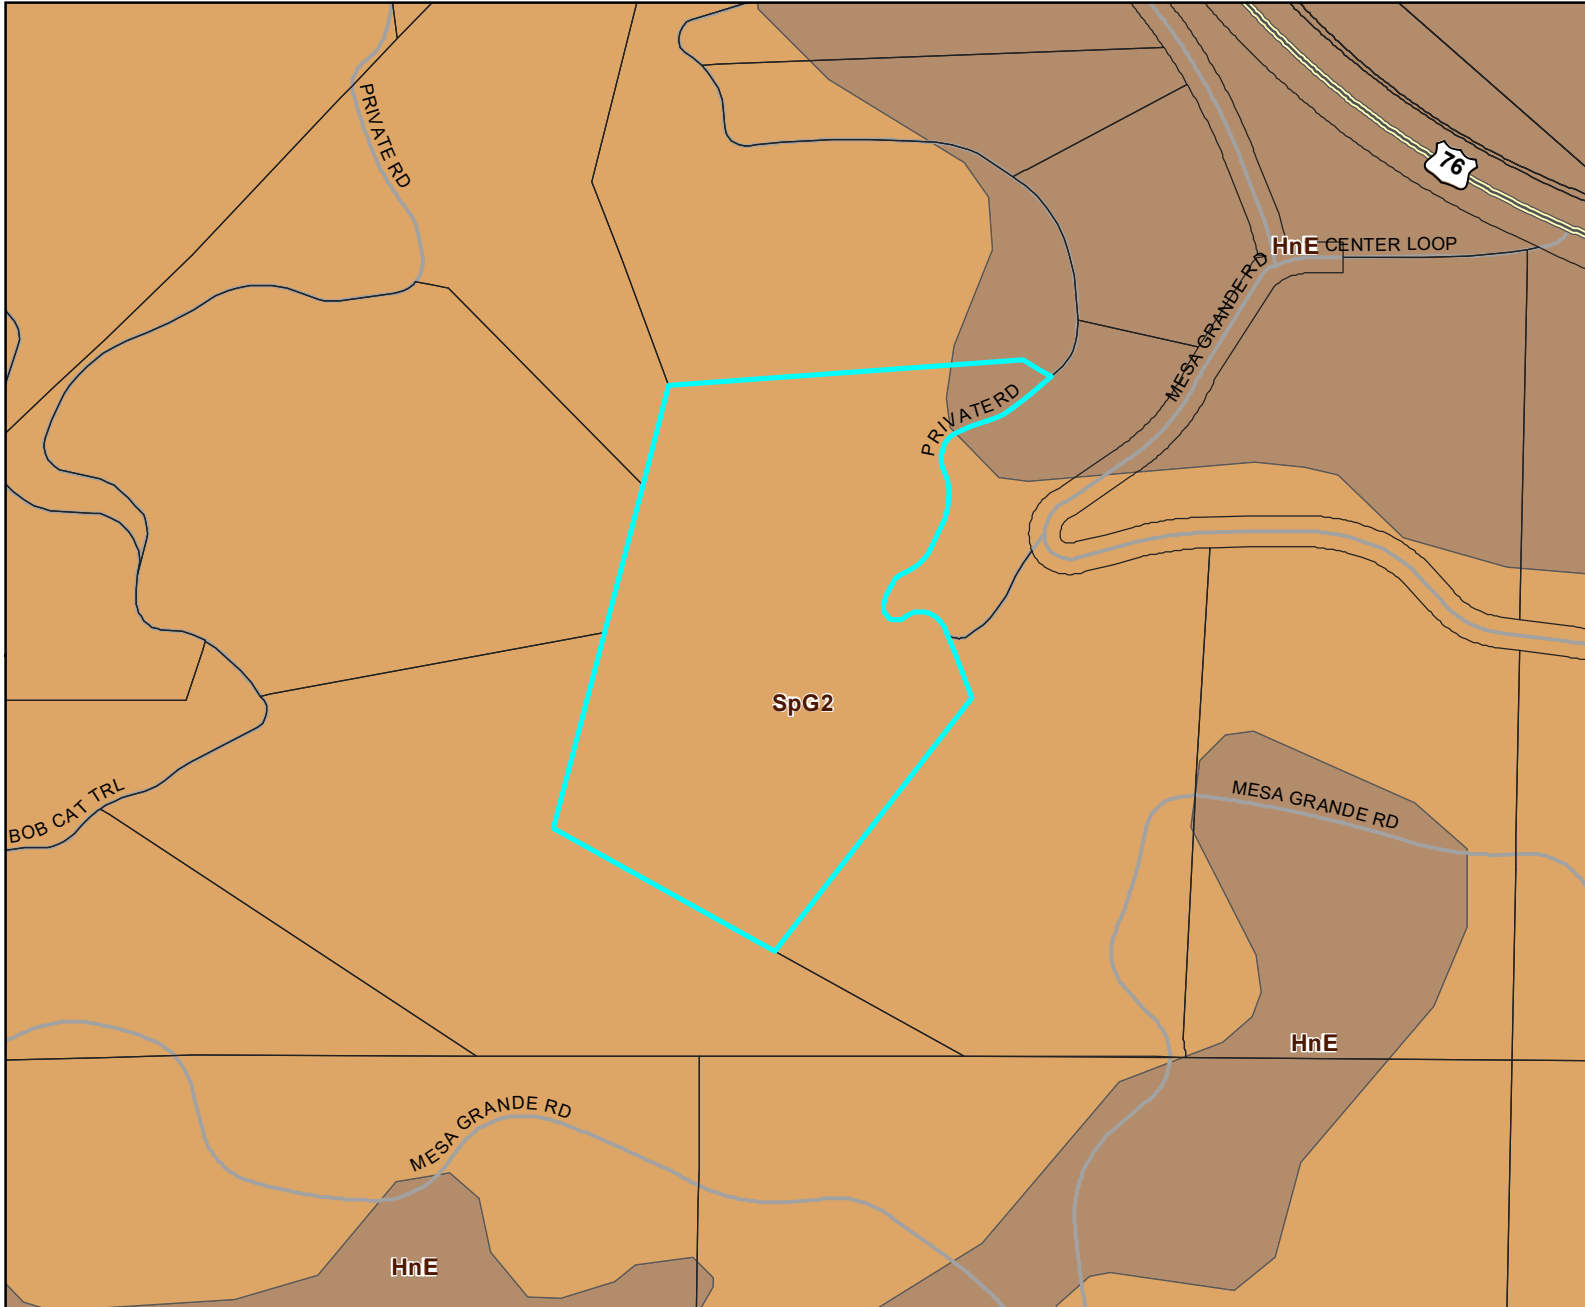 PRIVATE RD
76
HnE
CENTER LOOP
MESA GRANDE RD
PRIVATE RD
SpG2
BOB CAT TRL
MESA GRANDE RD
HnE
MESA GRANDE RD
HnE